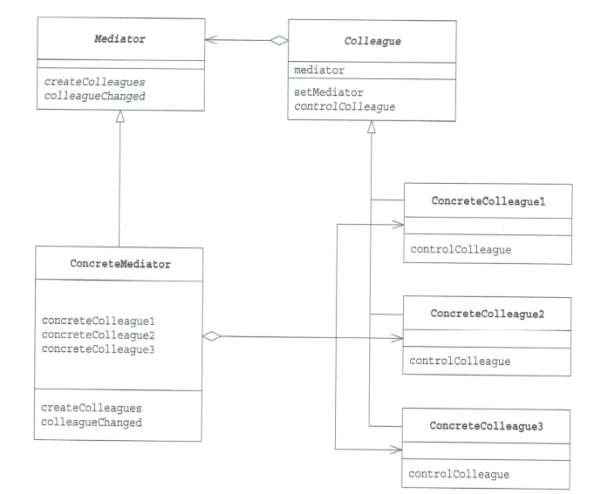 Mediator
createColleagues
colleagueChanged
Colleague
mediator
setMediator
controlColleague
ConcreteColleague1
controlColleague
ConcreteMediator
concreteColleague1
concreteColleague2
concreteColleague3
createColleagues
colleagueChanged
ConcreteColleague2
controlColleague
ConcreteColleague3
controlColleague